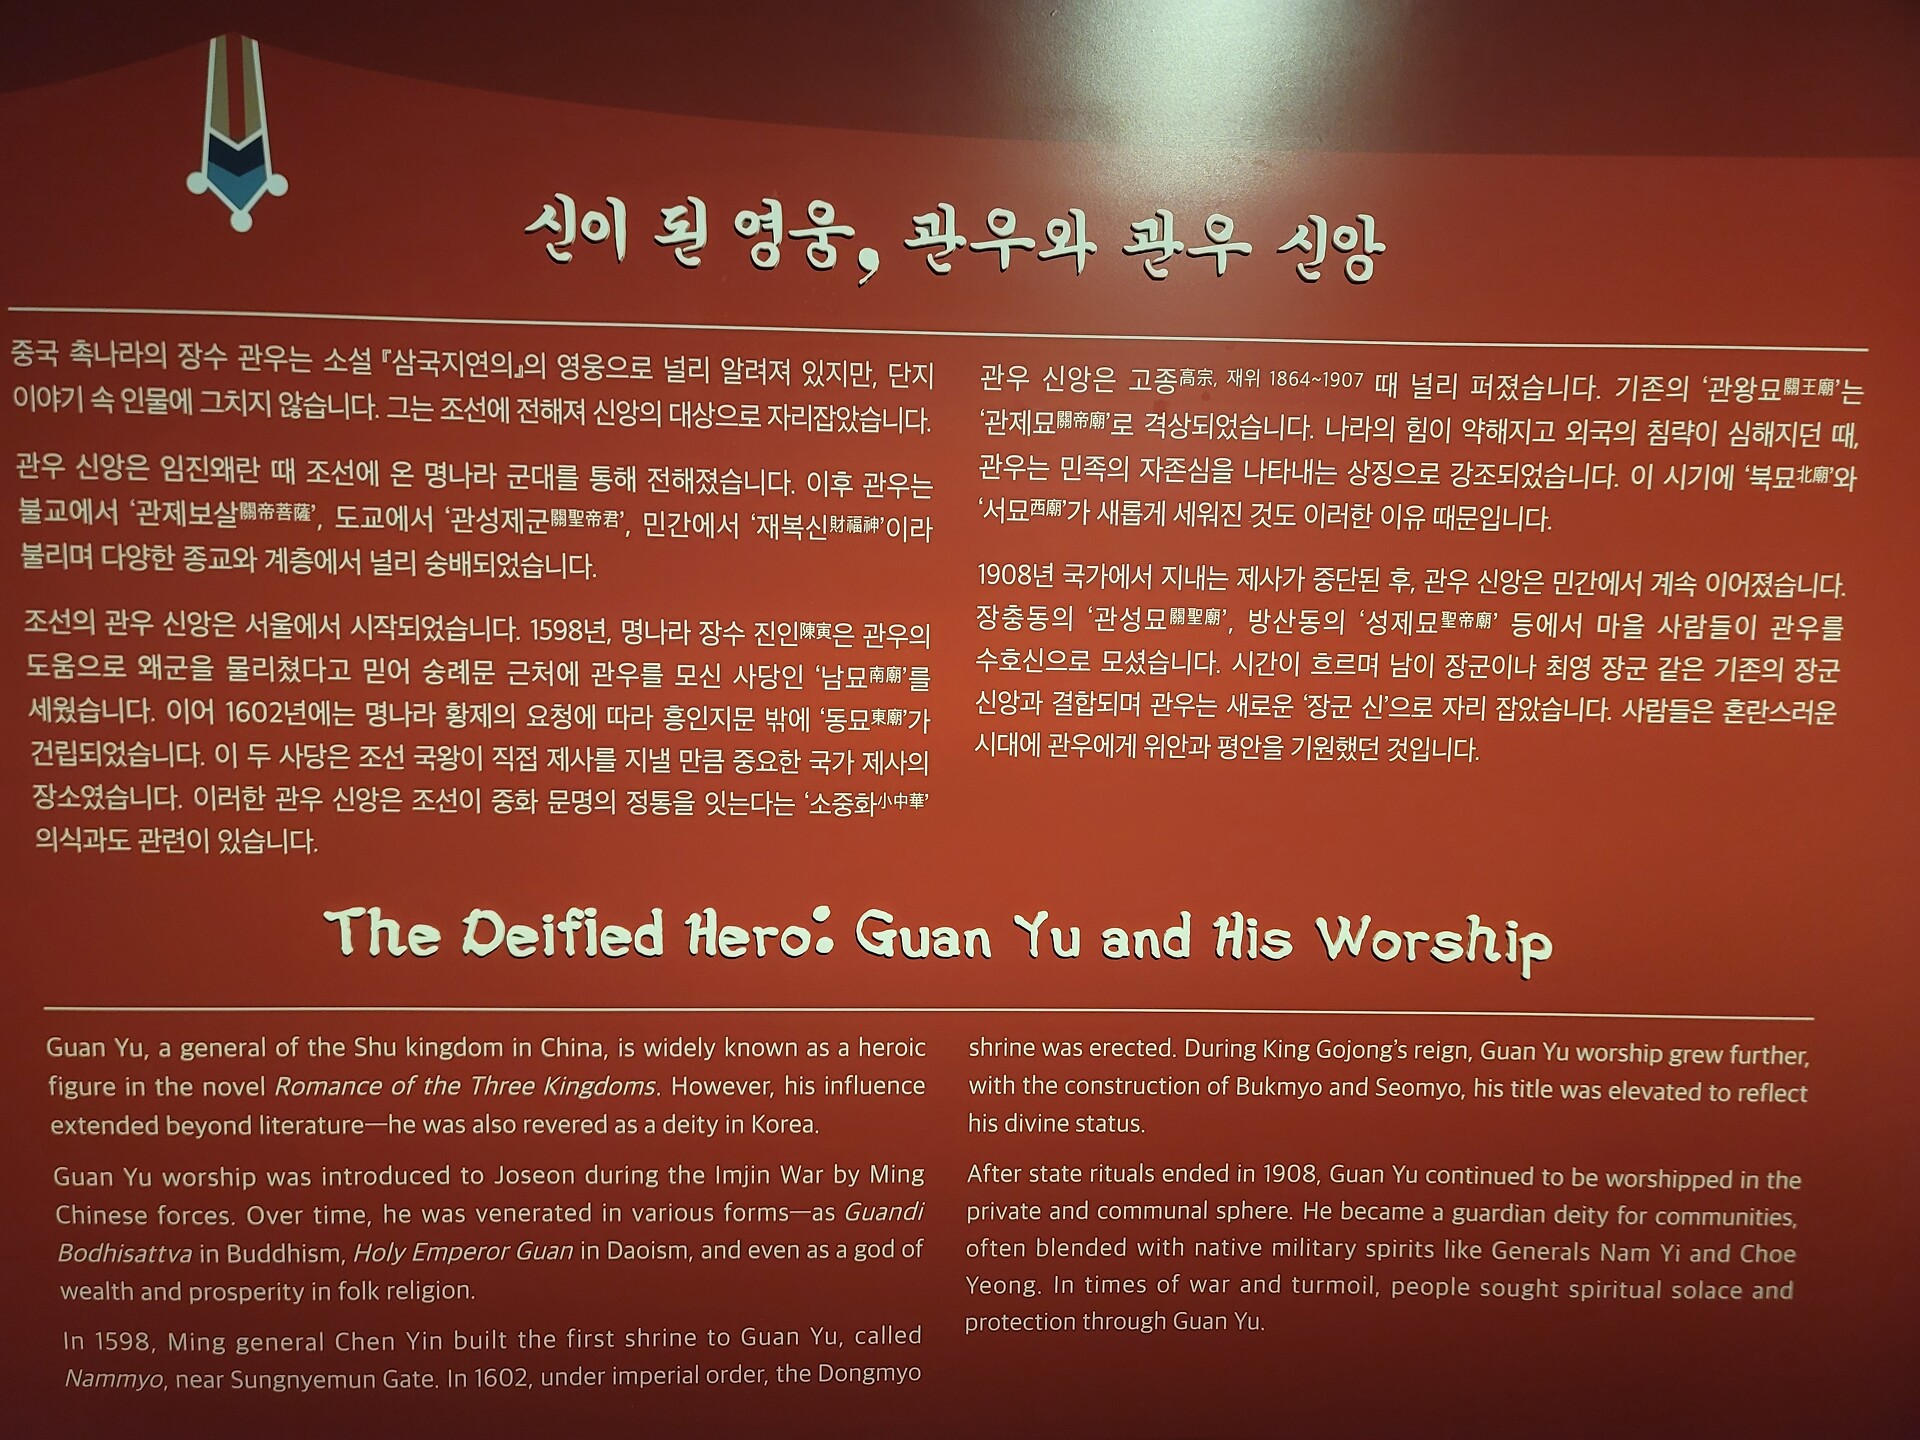 신이 된 영웅, 관우와 관우 신앙
중국 촉나라의 장수 관우는 소설 『삼국지연의』의 영웅으로 널리 알려져 있지만, 단지
이야기 속 인물에 그치지 않습니다. 그는 조선에 전해져 신앙의 대상으로 자리잡았습니다.
관우 신앙은 임진왜란 때 조선에 온 명나라 군대를 통해 전해졌습니다. 이후 관우는
불교에서 ‘관제보살關帝菩薩’, 도교에서 ‘관성제군關聖帝君’, 민간에서 ‘재복신財福神’이라
불리며 다양한 종교와 계층에서 널리 숭배되었습니다.
조선의 관우 신앙은 서울에서 시작되었습니다. 1598년, 명나라 장수 진인陳寅은 관우의
도움으로 왜군을 물리쳤다고 믿어 숭례문 근처에 관우를 모신 사당인 ‘남묘南廟’를
세웠습니다. 이어 1602년에는 명나라 황제의 요청에 따라 흥인지문 밖에 ‘동묘東廟’가
건립되었습니다. 이 두 사당은 조선 국왕이 직접 제사를 지낼 만큼 중요한 국가 제사의
장소였습니다. 이러한 관우 신앙은 조선이 중화 문명의 정통을 잇는다는 ‘소중화小中華’
의식과도 관련이 있습니다.
관우 신앙은 고종高宗, 재위 1864~1907 때 널리 퍼졌습니다. 기존의 ‘관왕묘關王廟’는
‘관제묘關帝廟’로 격상되었습니다. 나라의 힘이 약해지고 외국의 침략이 심해지던 때,
관우는 민족의 자존심을 나타내는 상징으로 강조되었습니다. 이 시기에 ‘북묘北廟’와
‘서묘西廟’가 새롭게 세워진 것도 이러한 이유 때문입니다.
1908년 국가에서 지내는 제사가 중단된 후, 관우 신앙은 민간에서 계속 이어졌습니다.
장충동의 ‘관성묘關聖廟’, 방산동의 ‘성제묘聖帝廟’ 등에서 마을 사람들이 관우를
수호신으로 모셨습니다. 시간이 흐르며 남이 장군이나 최영 장군 같은 기존의 장군
신앙과 결합되며 관우는 새로운 ‘장군 신’으로 자리 잡았습니다. 사람들은 혼란스러운
시대에 관우에게 위안과 평안을 기원했던 것입니다.
The Deified Hero: Guan Yu and His Worship
Guan Yu, a general of the Shu kingdom in China, is widely known as a heroic
figure in the novel Romance of the Three Kingdoms. However, his influence
extended beyond literature—he was also revered as a deity in Korea.
Guan Yu worship was introduced to Joseon during the Imjin War by Ming
Chinese forces. Over time, he was venerated in various forms—as Guandi
Bodhisattva in Buddhism, Holy Emperor Guan in Daoism, and even as a god of
wealth and prosperity in folk religion.
In 1598, Ming general Chen Yin built the first shrine to Guan Yu, called
Nammyo, near Sungnyemun Gate. In 1602, under imperial order, the Dongmyo
shrine was erected. During King Gojong’s reign, Guan Yu worship grew further,
with the construction of Bukmyo and Seomyo, his title was elevated to reflect
his divine status.
After state rituals ended in 1908, Guan Yu continued to be worshipped in the
private and communal sphere. He became a guardian deity for communities,
often blended with native military spirits like Generals Nam Yi and Choe
Yeong. In times of war and turmoil, people sought spiritual solace and
protection through Guan Yu.